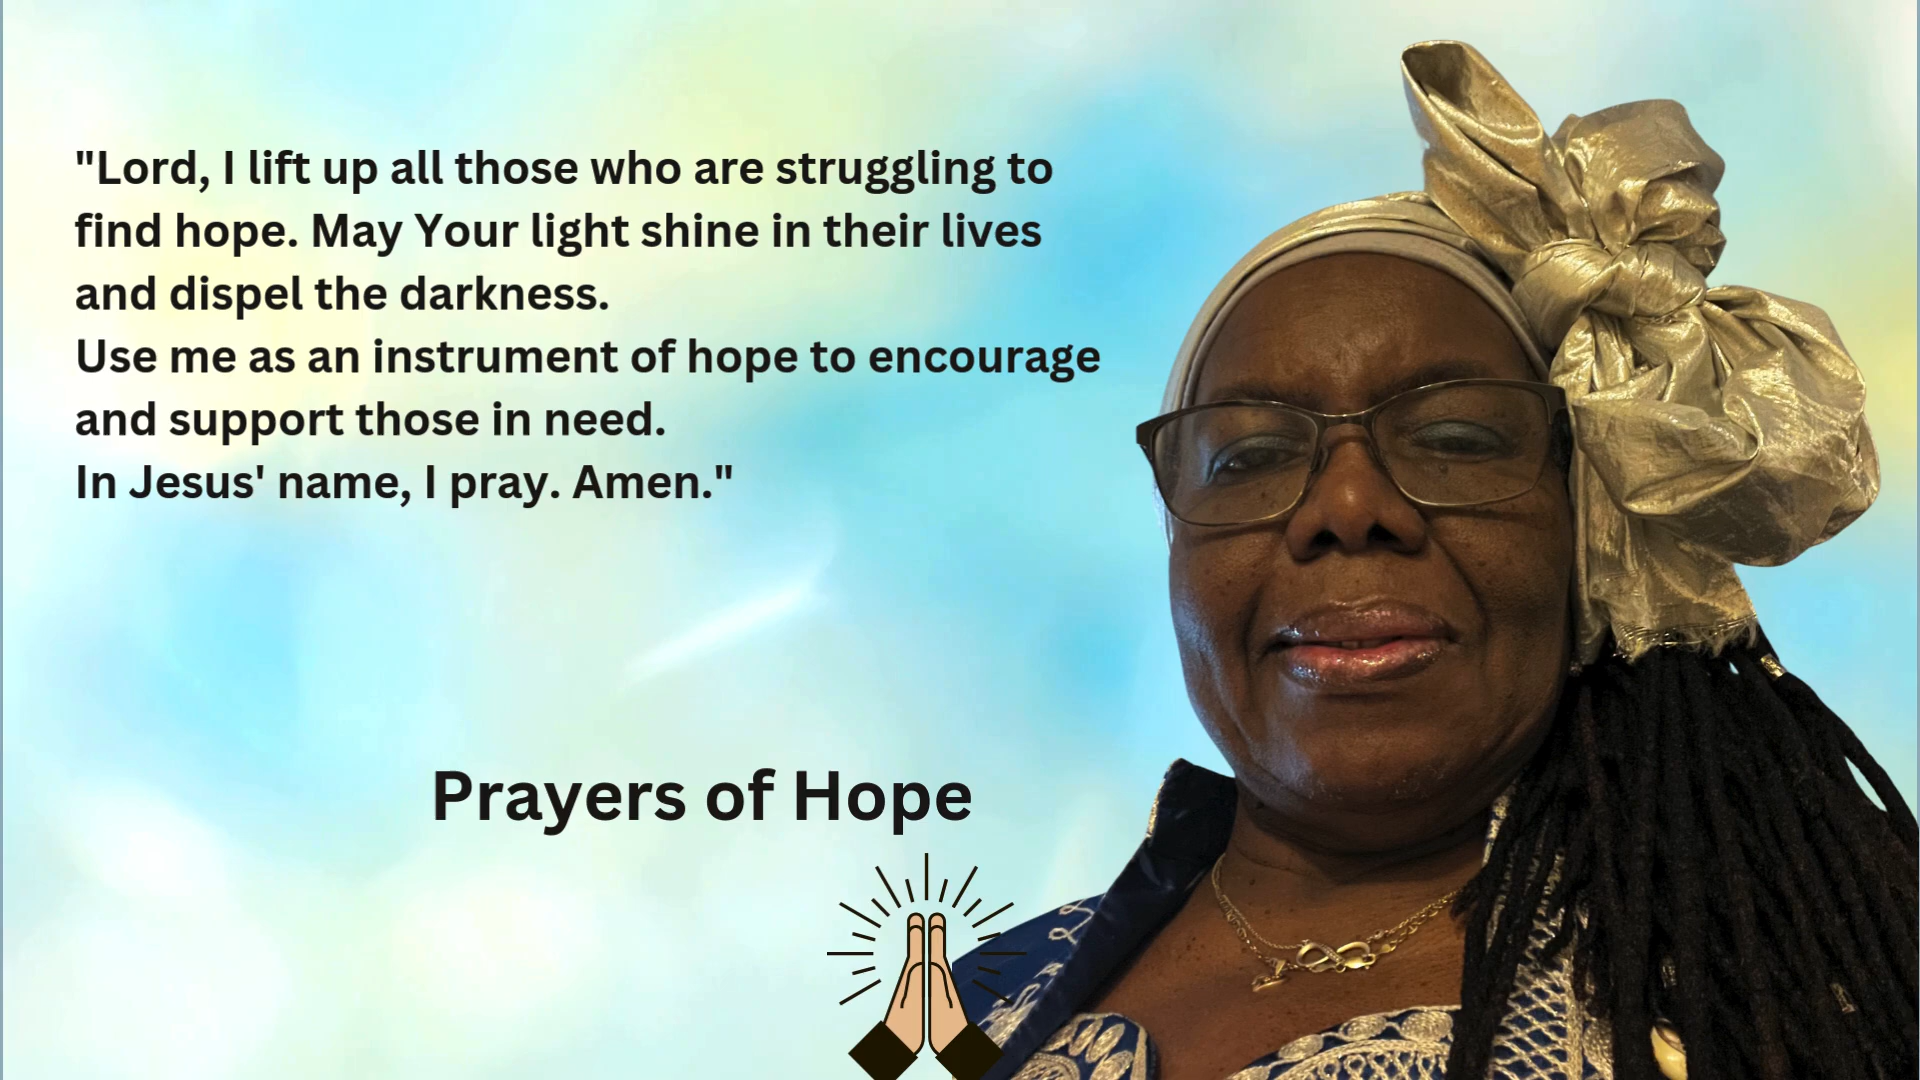 "Lord, I lift up all those who are struggling to
find hope. May Your light shine in their lives
and dispel the darkness.
Use me as an instrument of hope to encourage
and support those in need.
In Jesus' name, I pray. Amen."
Prayers of Hope